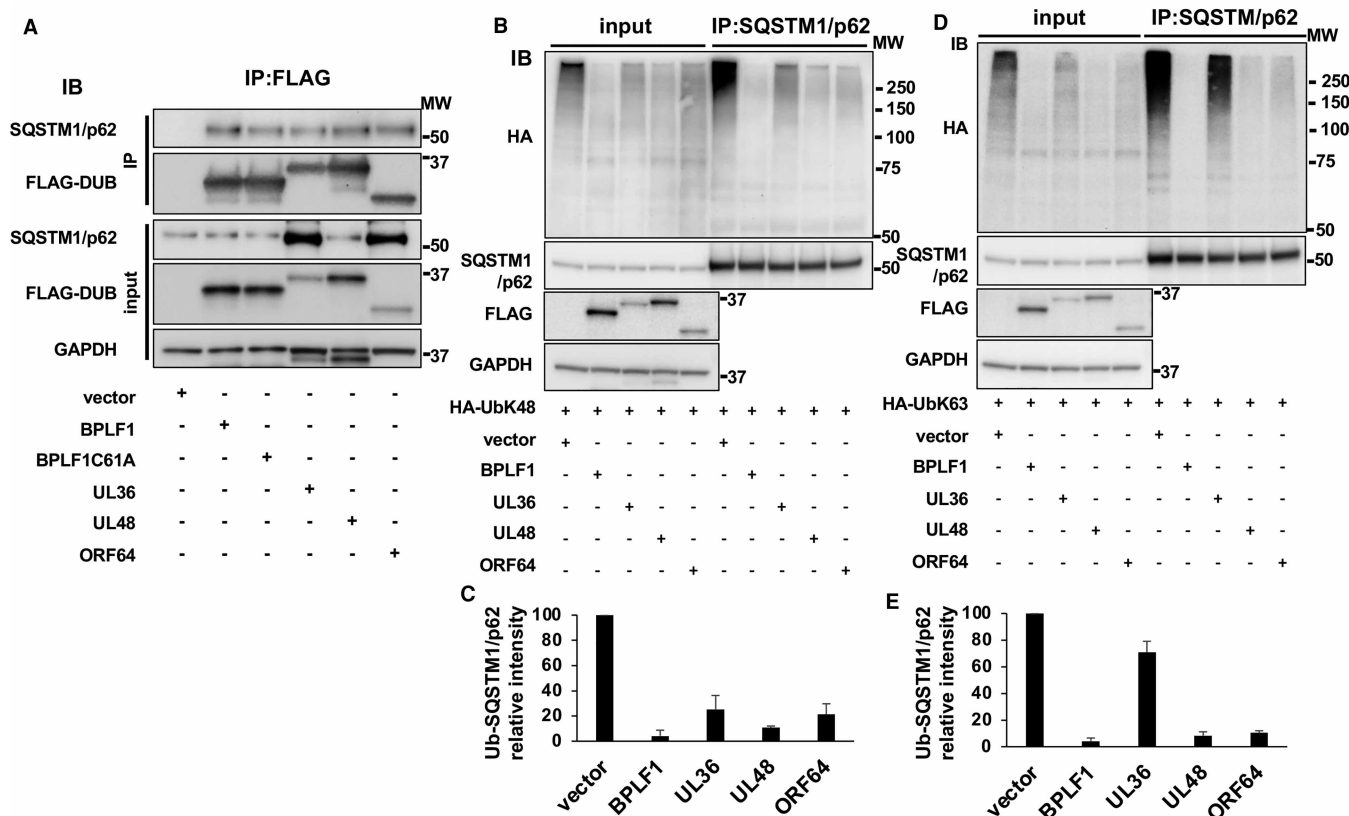 A
IP:FLAG
IB
MW
SQSTM1/p62
50
IP
FLAG-DUB
37
SQSTM1/p62
50
input
FLAG-DUB
37
GAPDH
37
vector + - - - - -
BPLF1 - + - - - -
BPLF1C61A - - + - - -
UL36 - - - + - -
UL48 - - - - + -
ORF64 - - - - - +
B
input IP:SQSTM1/p62
IB MW
HA
250
150
100
75
50
SQSTM1
/p62
50
FLAG
37
GAPDH
37
HA-UbK48 + + + + + + + + + +
vector + - - - - + - - - -
BPLF1 - + - - - - + - - -
UL36 - - + - - - - + - -
UL48 - - - + - - - - + -
ORF64 - - - - + - - - - +
C
Ub-SQSTM1/p62
relative intensity
100
80
60
40
20
0
vector BPLF1 UL36 UL48 ORF64
D
input IP:SQSTM/p62
IB MW
HA
250
150
100
75
50
SQSTM1
/p62
50
FLAG
37
GAPDH
37
HA-UbK63 + + + + + + + + + +
vector + - - - - + - - - -
BPLF1 - + - - - - + - - -
UL36 - - + - - - - + - -
UL48 - - - + - - - - + -
ORF64 - - - - + - - - - +
E
Ub-SQSTM1/p62
relative intensity
100
80
60
40
20
0
vector BPLF1 UL36 UL48 ORF64